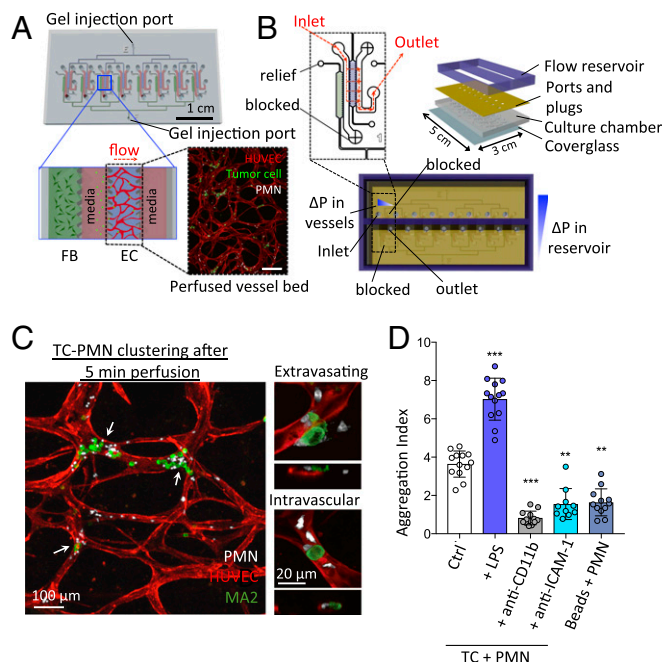 A
Gel injection port
1 cm
Gel injection port
flow
media
media
FB
EC
HUVEC
Tumor cell
PMN
Perfused vessel bed
B
Inlet
Outlet
relief
blocked
1
Flow reservoir
Ports and
plugs
Culture chamber
Coverglass
5 cm
3 cm
blocked
ΔP in
vessels
Inlet
blocked
outlet
ΔP in
reservoir
C
TC-PMN clustering after
5 min perfusion
PMN
HUVEC
MA2
100 μm
Extravasating
Intravascular
20 μm
D
Aggregation Index
10
8
6
4
2
0
***
***
**
**
Ctrl
+ LPS
+ anti-CD11b
+ anti-ICAM-1
Beads + PMN
TC + PMN